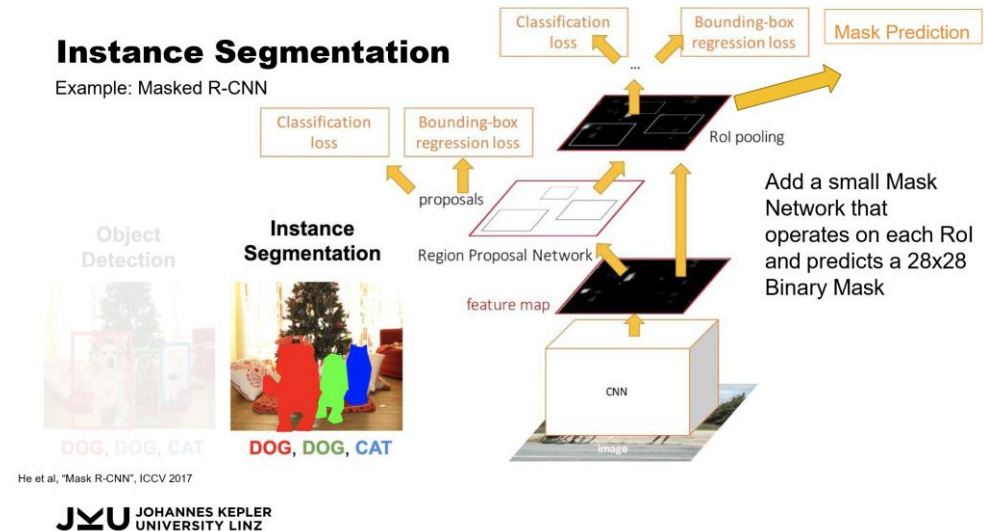 Instance Segmentation
Example: Masked R-CNN
Classification
loss
Bounding-box
regression loss
Mask Prediction
...
RoI pooling
Classification
loss
Bounding-box
regression loss
proposals
Region Proposal Network
feature map
CNN
image
Add a small Mask
Network that
operates on each RoI
and predicts a 28x28
Binary Mask
Object
Detection
DOG, DOG, CAT
Instance
Segmentation
DOG, DOG, CAT
He et al, "Mask R-CNN", ICCV 2017
JKU JOHANNES KEPLER
UNIVERSITY LINZ